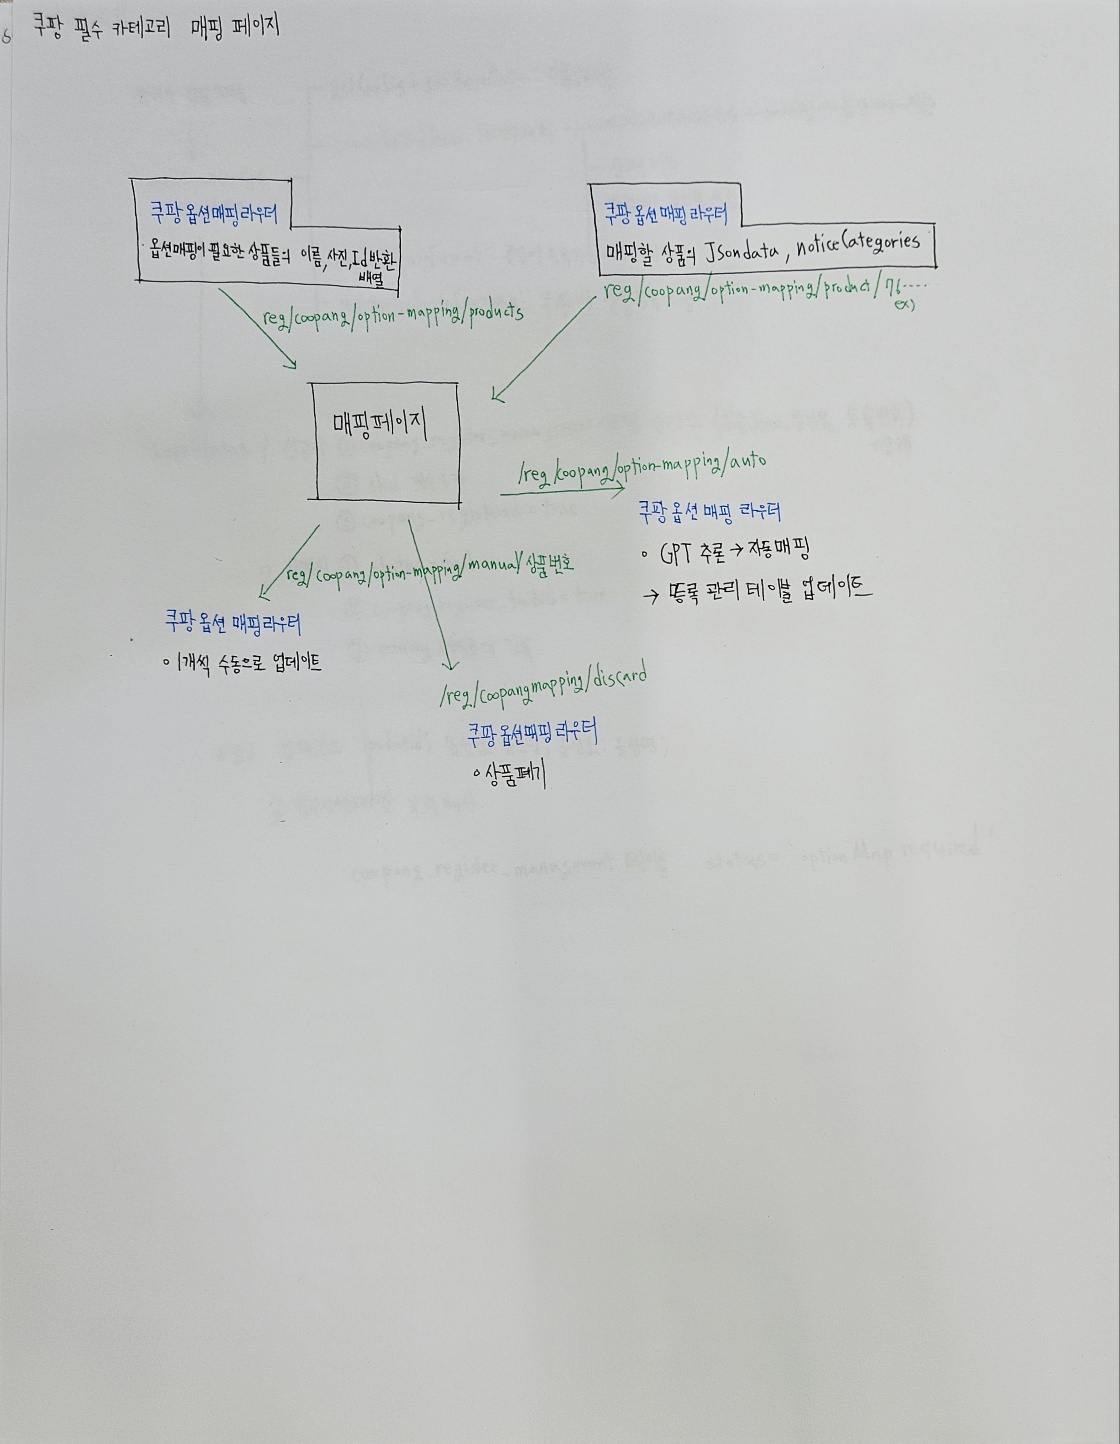 6
쿠팡 필수 카테고리 매핑 페이지
쿠팡 옵션매핑라우터
· 옵션매핑이 필요한 상품들의 이름,사진,Id반환
배열
reg/coopang/option-mapping/products
쿠팡 옵션 매핑 라우터
매핑할 상품의 Jsondata, noticeCategories
reg/coopang/option-mapping/product/76....
ex)
매핑페이지
/reg/coopang/option-mapping/auto
쿠팡 옵션 매핑 라우터
◦ GPT 추론 → 자동매핑
→ 등록 관리 테이블 업데이트
reg/coopang/option-mapping/manual/상품번호
쿠팡 옵션 매핑라우터
◦ 1개씩 수동으로 업데이트
/reg/coopangmapping/discard
쿠팡 옵션매핑 라우터
◦ 상품폐기